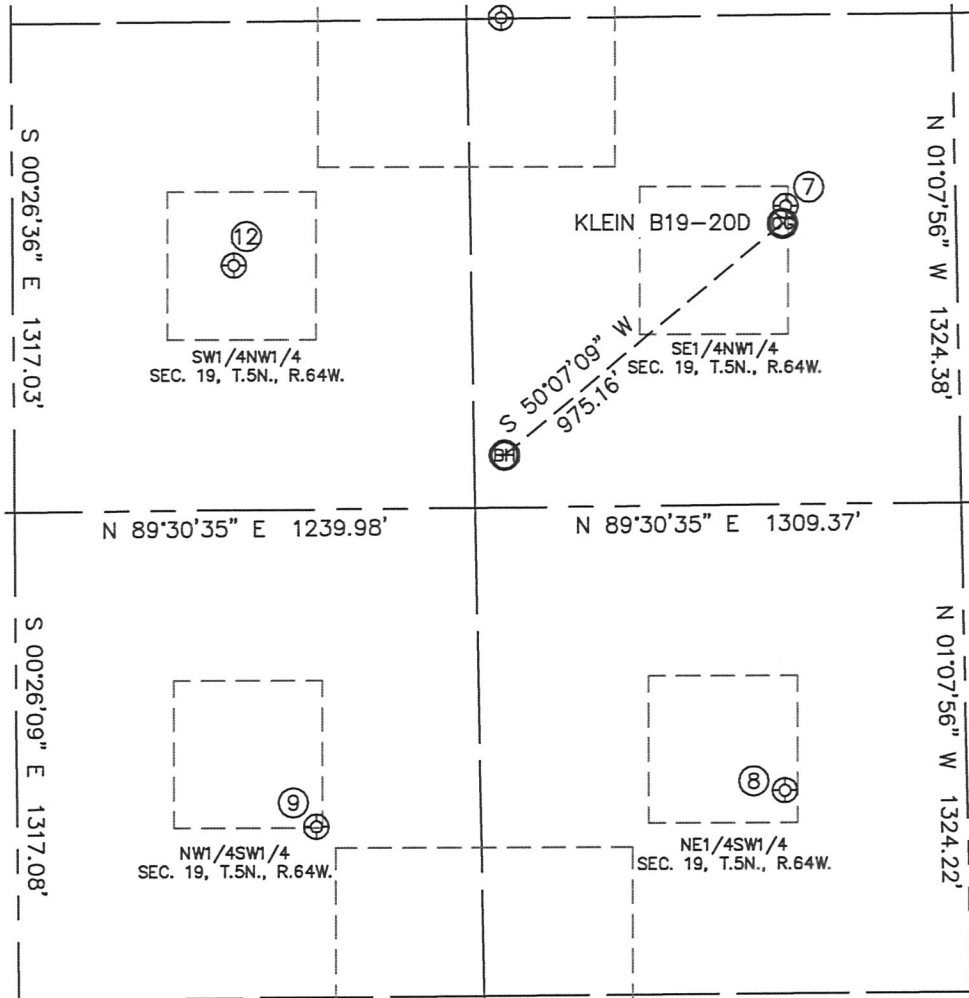 S 00°26'36" E 1317.03'
N 01°07'56" W 1324.38'
7
KLEIN B19-20D
OG
12
SW1/4NW1/4
SEC. 19, T.5N., R.64W.
SE1/4NW1/4
SEC. 19, T.5N., R.64W.
S 50°07'09" W
975.16'
BH
N 89°30'35" E 1239.98'
N 89°30'35" E 1309.37'
S 00°26'09" E 1317.08'
N 01°07'56" W 1324.22'
9
8
NW1/4SW1/4
SEC. 19, T.5N., R.64W.
NE1/4SW1/4
SEC. 19, T.5N., R.64W.